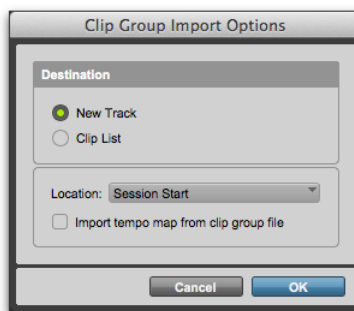 Clip Group Import Options
Destination
New Track
Clip List
Location: Session Start
Import tempo map from clip group file
Cancel OK